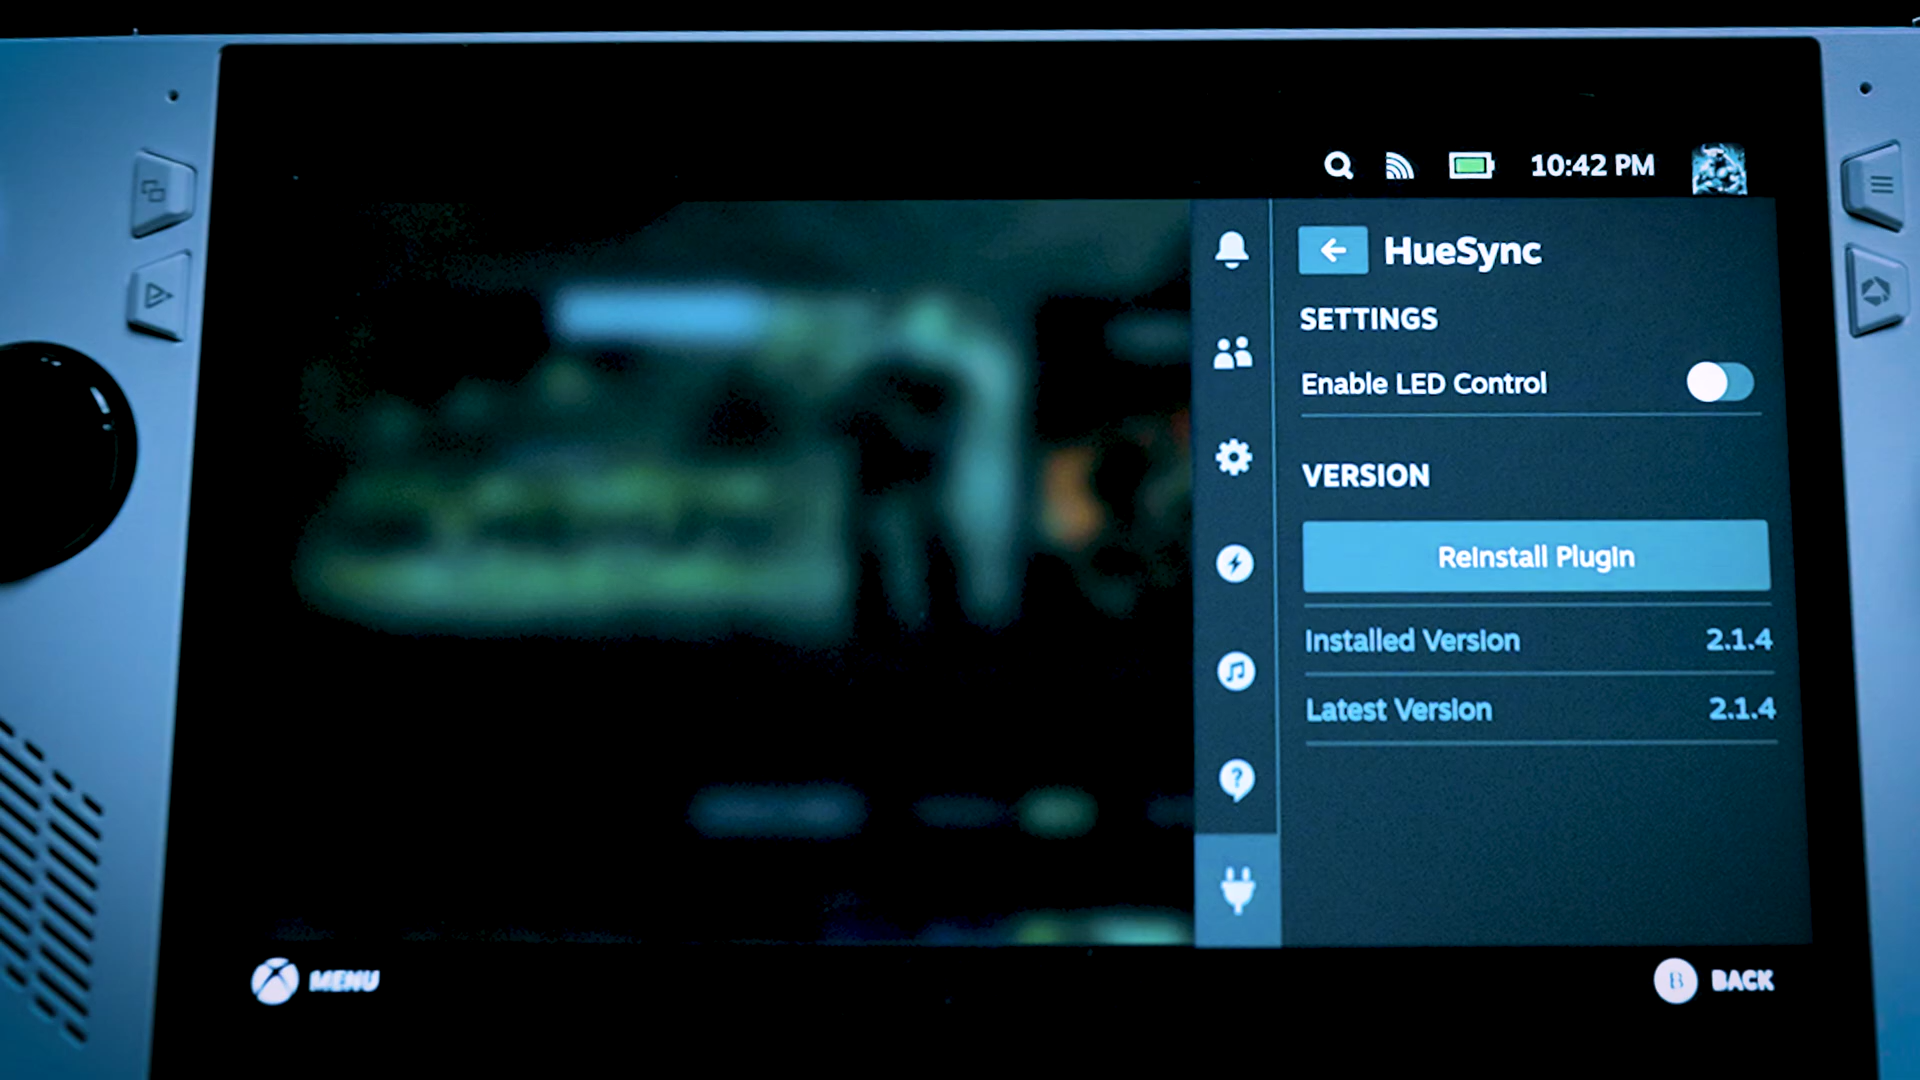 10:42 PM
HueSync
SETTINGS
Enable LED Control
VERSION
Reinstall Plugin
Installed Version 2.1.4
Latest Version 2.1.4
MENU
B BACK